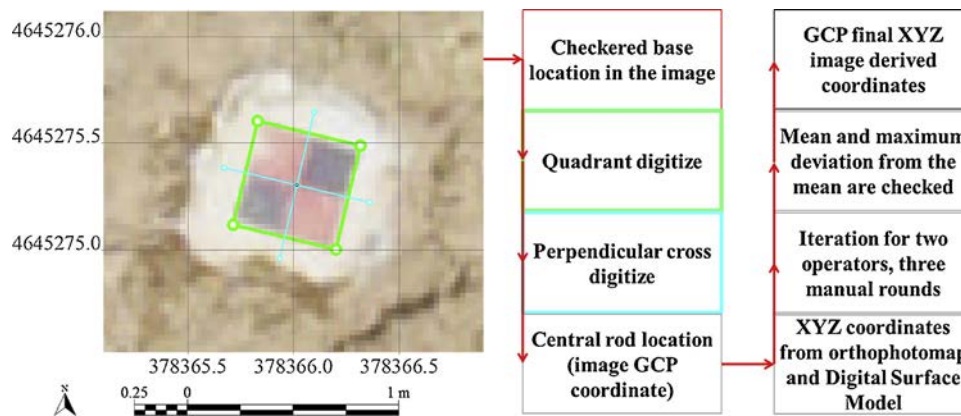 4645276.0
4645275.5
4645275.0
378365.5 378366.0 378366.5
N
0.25 0 1 m
Checkered base
location in the image
Quadrant digitize
Perpendicular cross
digitize
Central rod location
(image GCP
coordinate)
GCP final XYZ
image derived
coordinates
Mean and maximum
deviation from the
mean are checked
Iteration for two
operators, three
manual rounds
XYZ coordinates
from orthophotomap
and Digital Surface
Model